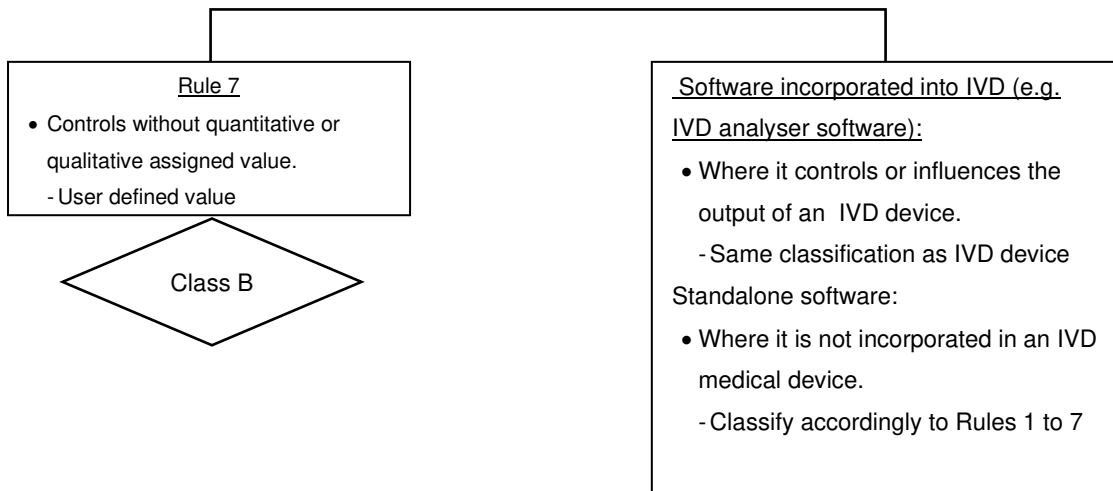 Rule 7
• Controls without quantitative or
qualitative assigned value.
- User defined value
Class B
Software incorporated into IVD (e.g.
IVD analyser software):
• Where it controls or influences the
output of an IVD device.
- Same classification as IVD device
Standalone software:
• Where it is not incorporated in an IVD
medical device.
- Classify accordingly to Rules 1 to 7